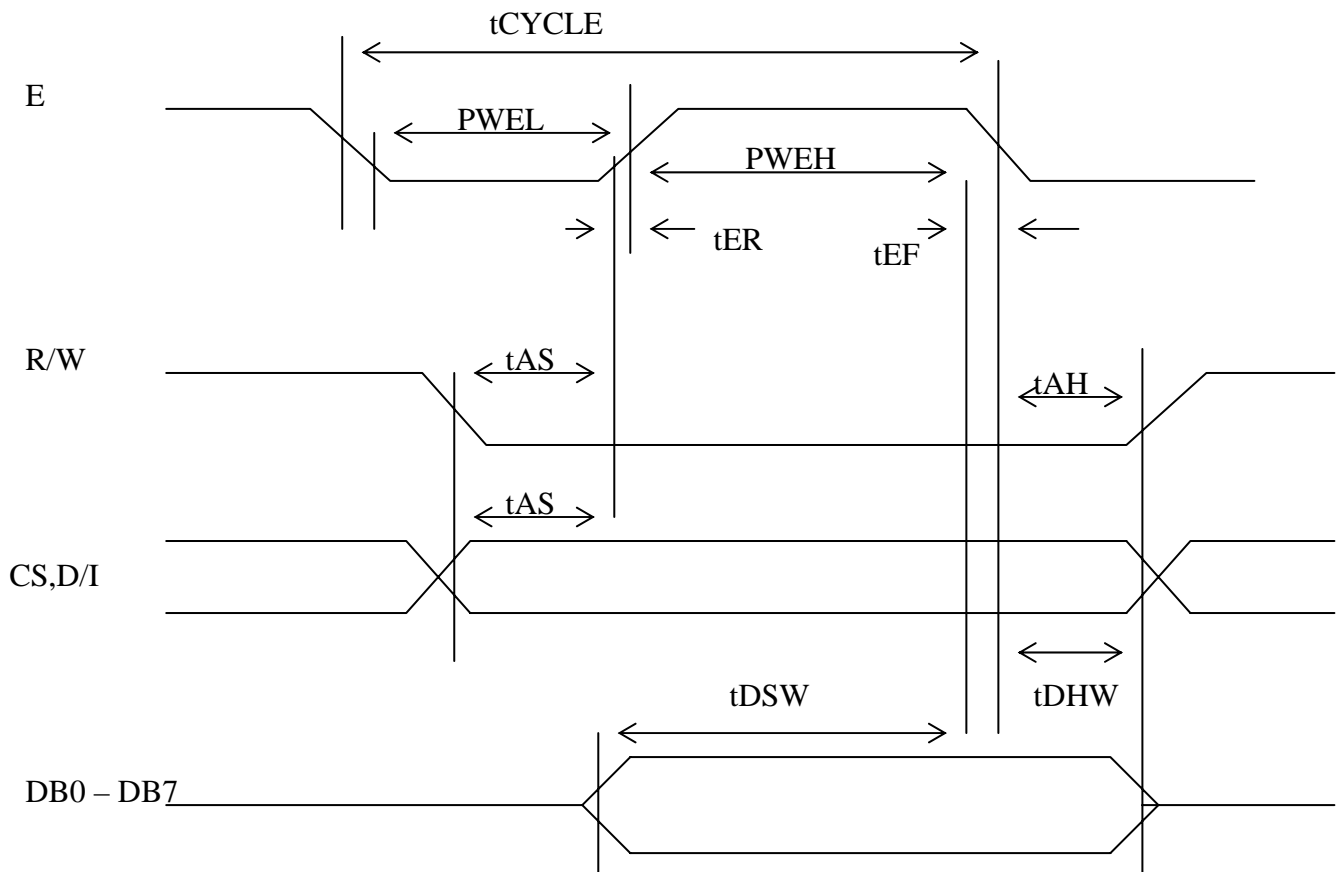 tCYCLE
E
PWEL
PWEH
tER
tEF
R/W
tAS
tAH
tAS
CS,D/I
tDSW
tDHW
DB0 – DB7